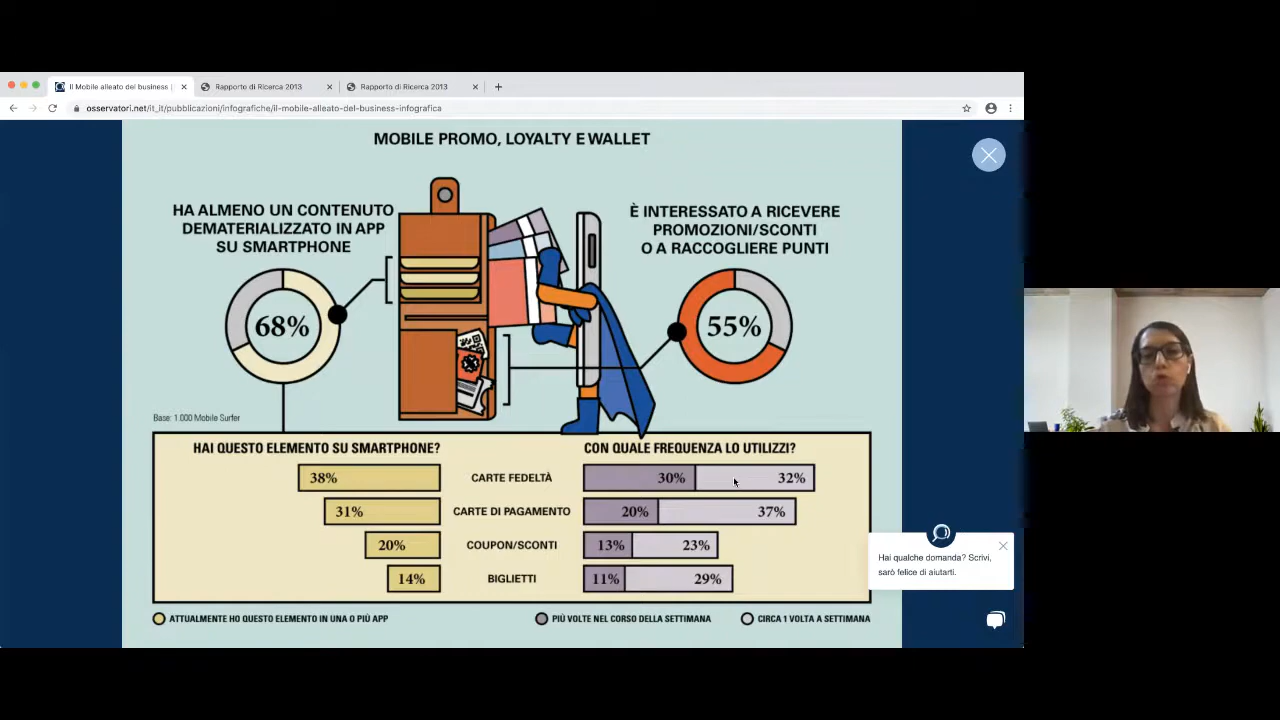 Il Mobile alleato del business |
Rapporto di Ricerca 2013
Rapporto di Ricerca 2013
osservatori.net/it_it/pubblicazioni/infografiche/il-mobile-alleato-del-business-infografica
MOBILE PROMO, LOYALTY E WALLET
HA ALMENO UN CONTENUTO
DEMATERIALIZZATO IN APP
SU SMARTPHONE
68%
È INTERESSATO A RICEVERE
PROMOZIONI/SCONTI
O A RACCOGLIERE PUNTI
55%
Base: 1.000 Mobile Surfer
HAI QUESTO ELEMENTO SU SMARTPHONE?
CON QUALE FREQUENZA LO UTILIZZI?
38% CARTE FEDELTÀ 30% 32%
31% CARTE DI PAGAMENTO 20% 37%
20% COUPON/SCONTI 13% 23%
14% BIGLIETTI 11% 29%
ATTUALMENTE HO QUESTO ELEMENTO IN UNA O PIÙ APP
PIÙ VOLTE NEL CORSO DELLA SETTIMANA
CIRCA 1 VOLTA A SETTIMANA
Hai qualche domanda? Scrivi,
sarò felice di aiutarti.